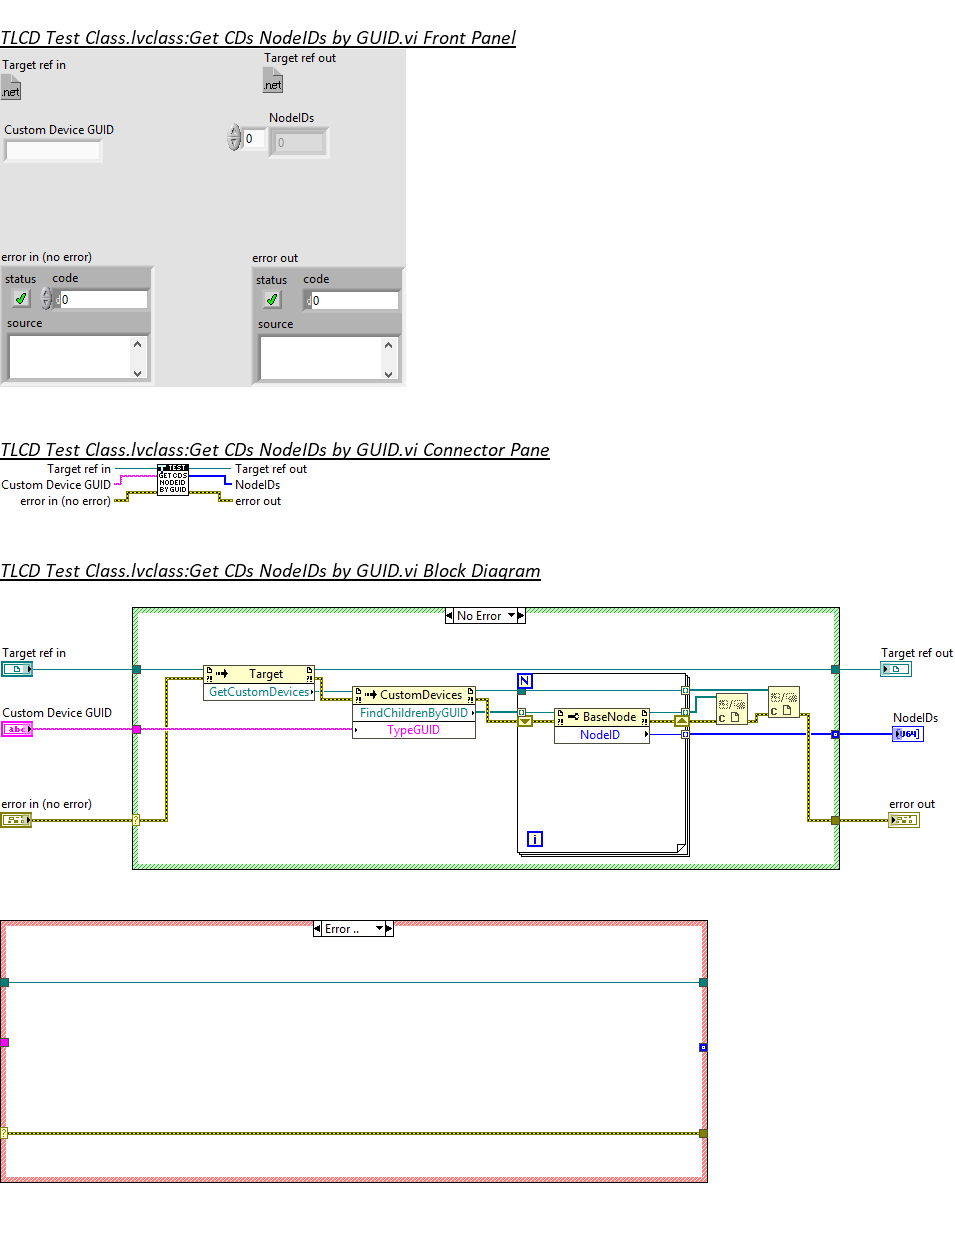 TLCD Test Class.lvclass:Get CDs NodeIDs by GUID.vi Front Panel
Target ref in
Target ref out
.net
.net
Custom Device GUID
NodeIDs
0
0
error in (no error)
error out
status code
status code
d 0
d 0
source
source
TLCD Test Class.lvclass:Get CDs NodeIDs by GUID.vi Connector Pane
Target ref in
TEST
Target ref out
Custom Device GUID
GET CDS
NODEID
BY GUID
NodeIDs
error in (no error)
error out
TLCD Test Class.lvclass:Get CDs NodeIDs by GUID.vi Block Diagram
No Error
Target ref in
Target ref out
Target
GetCustomDevices
CustomDevices
FindChildrenByGUID
TypeGUID
N
BaseNode
NodeID
C
C
i
Custom Device GUID
abc
NodeIDs
U64
error in (no error)
error out
?
Error ..
?